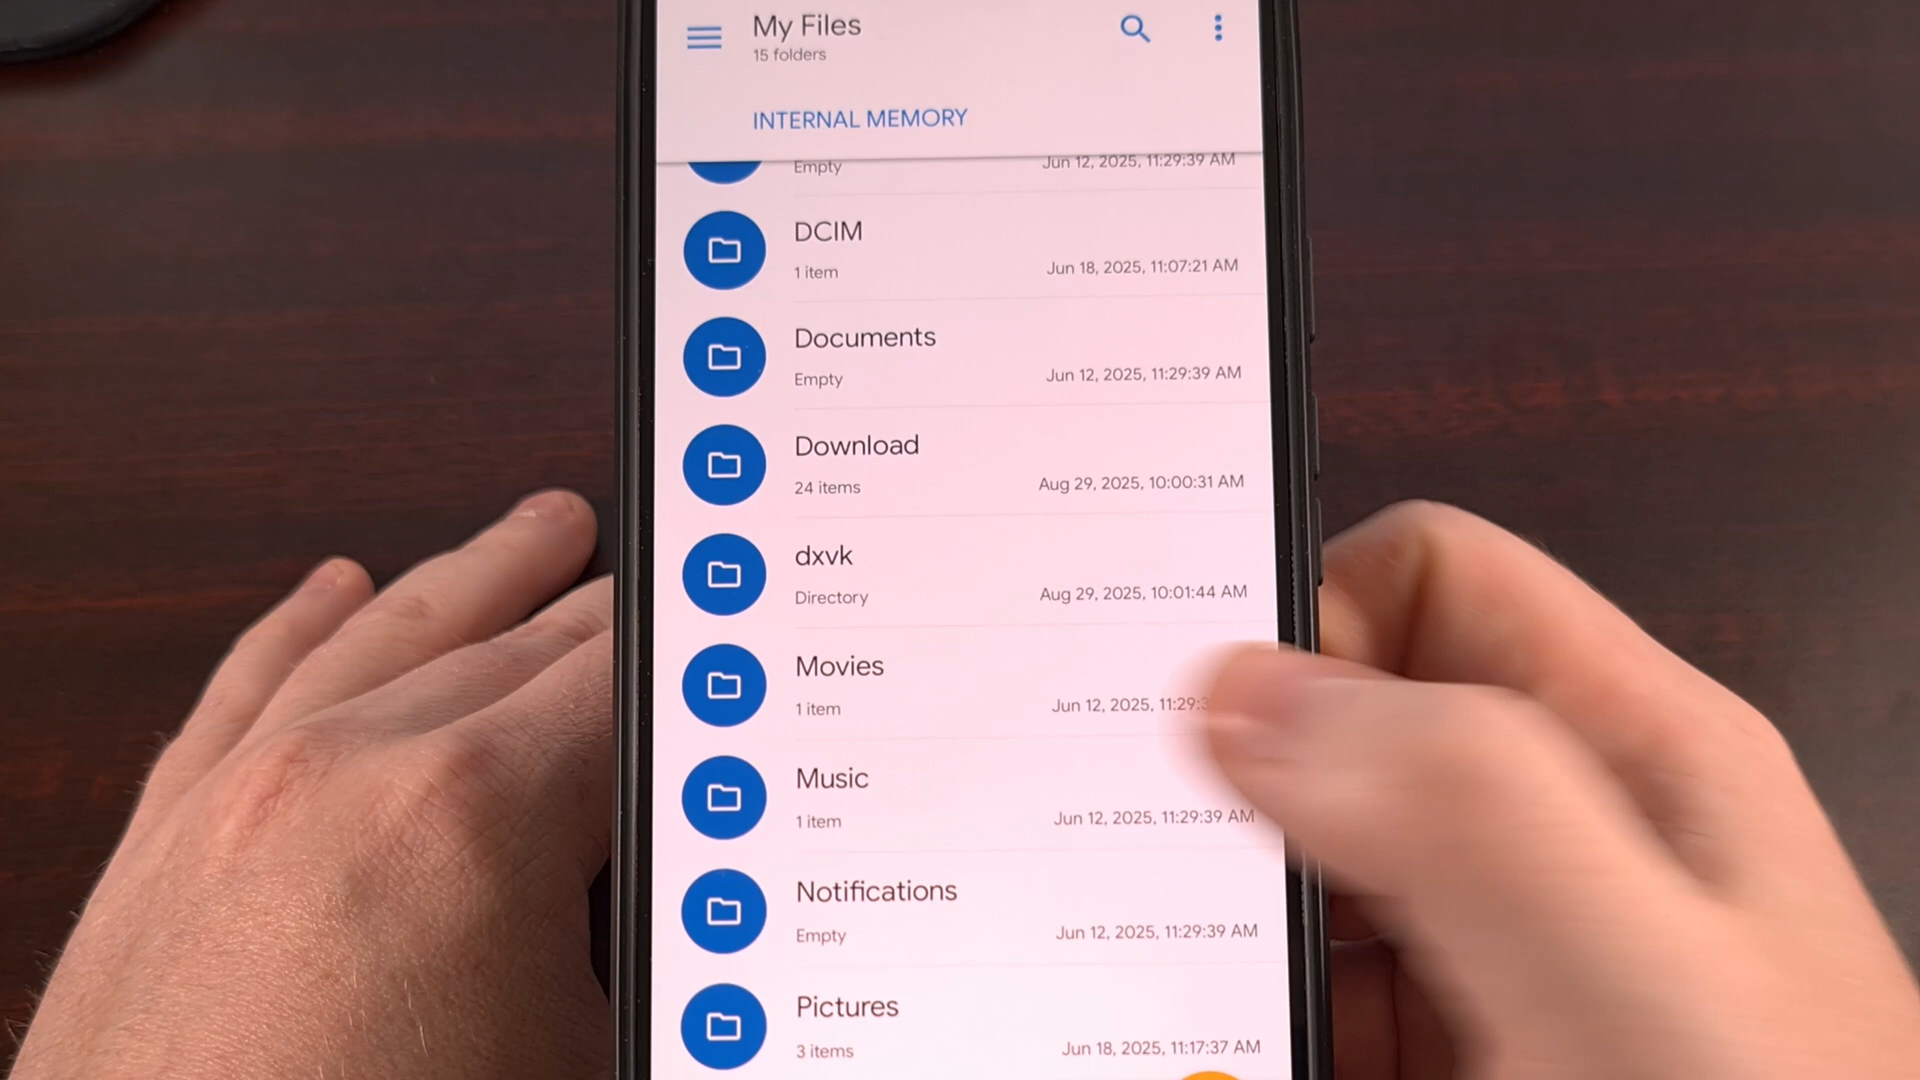 My Files
15 folders
INTERNAL MEMORY
Empty
Jun 12, 2025, 11:29:39 AM
DCIM
1 item
Jun 18, 2025, 11:07:21 AM
Documents
Empty
Jun 12, 2025, 11:29:39 AM
Download
24 items
Aug 29, 2025, 10:00:31 AM
dxvk
Directory
Aug 29, 2025, 10:01:44 AM
Movies
1 item
Jun 12, 2025, 11:29:3
Music
1 item
Jun 12, 2025, 11:29:39 AM
Notifications
Empty
Jun 12, 2025, 11:29:39 AM
Pictures
3 items
Jun 18, 2025, 11:17:37 AM